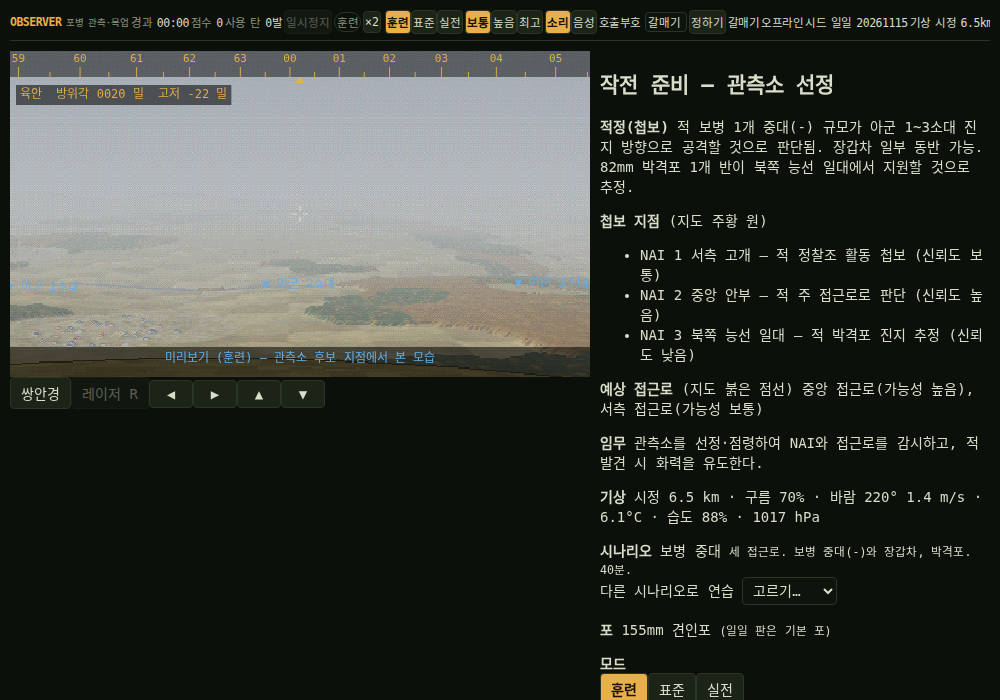 OBSERVER 포병 관측·목업 경과 00:00 점수 0 사용 탄 0발 일시정지 훈련 ×2 훈련 표준 실전 보통 높음 최고 소리 음성 호출부호 갈매기 정하기 갈매기 오프라인 시드 일일 20261115 기상 시정 6.5km
59 60 61 62 63 00 01 02 03 04 05
육안 방위각 0020 밀 고저 -22 밀
미리보기 (훈련) — 관측소 후보 지점에서 본 모습
쌍안경 레이저 R ◀ ▶ ▲ ▼
작전 준비 — 관측소 선정
적정(첩보) 적 보병 1개 중대(-) 규모가 아군 1~3소대 진
지 방향으로 공격할 것으로 판단됨. 장갑차 일부 동반 가능.
82mm 박격포 1개 반이 북쪽 능선 일대에서 지원할 것으로
추정.
첩보 지점 (지도 주황 원)
• NAI 1 서측 고개 — 적 정찰조 활동 첩보 (신뢰도 보
통)
• NAI 2 중앙 안부 — 적 주 접근로로 판단 (신뢰도 높
음)
• NAI 3 북쪽 능선 일대 — 적 박격포 진지 추정 (신뢰
도 낮음)
예상 접근로 (지도 붉은 점선) 중앙 접근로(가능성 높음),
서측 접근로(가능성 보통)
임무 관측소를 선정·점령하여 NAI와 접근로를 감시하고, 적
발견 시 화력을 유도한다.
기상 시정 6.5 km · 구름 70% · 바람 220° 1.4 m/s ·
6.1°C · 습도 88% · 1017 hPa
시나리오 보병 중대 세 접근로. 보병 중대(-)와 장갑차, 박격포.
40분.
다른 시나리오로 연습 고르기…
포 155mm 견인포 (일일 판은 기본 포)
모드
훈련 표준 실전